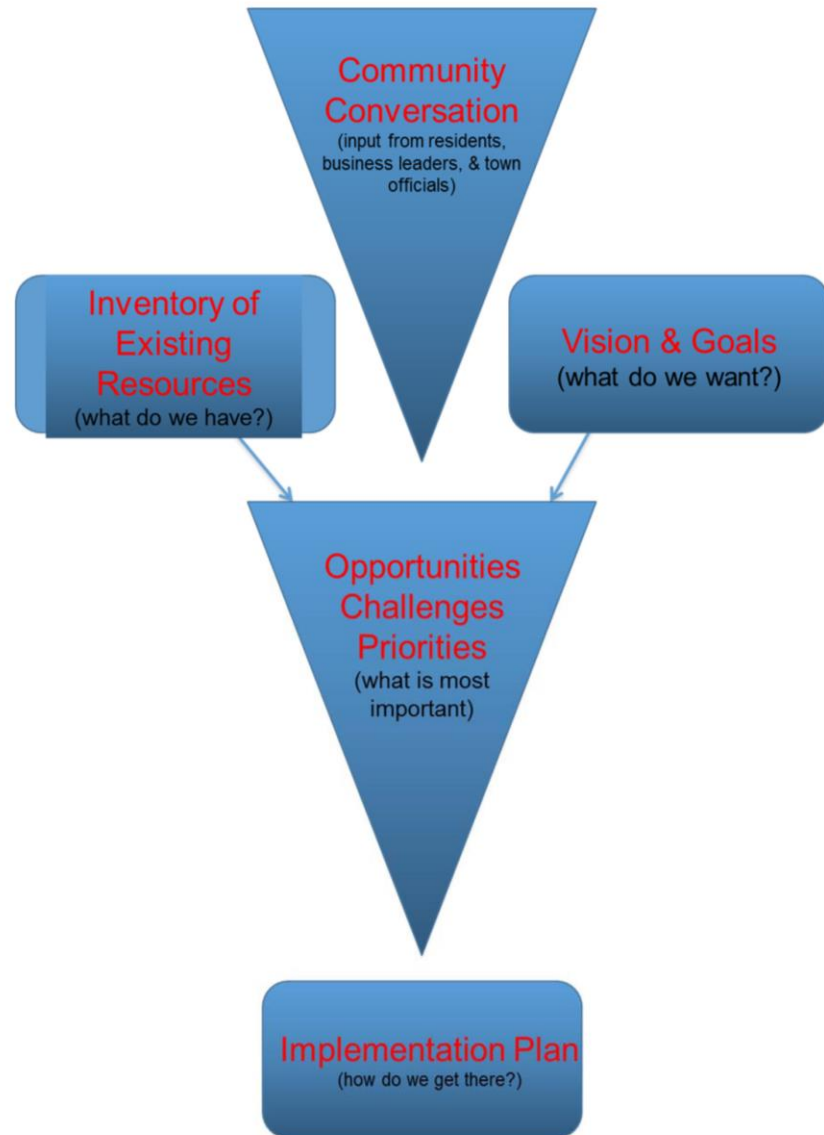 Community
Conversation
(input from residents,
business leaders, & town
officials)
Inventory of
Existing
Resources
(what do we have?)
Vision & Goals
(what do we want?)
Opportunities
Challenges
Priorities
(what is most
important)
Implementation Plan
(how do we get there?)